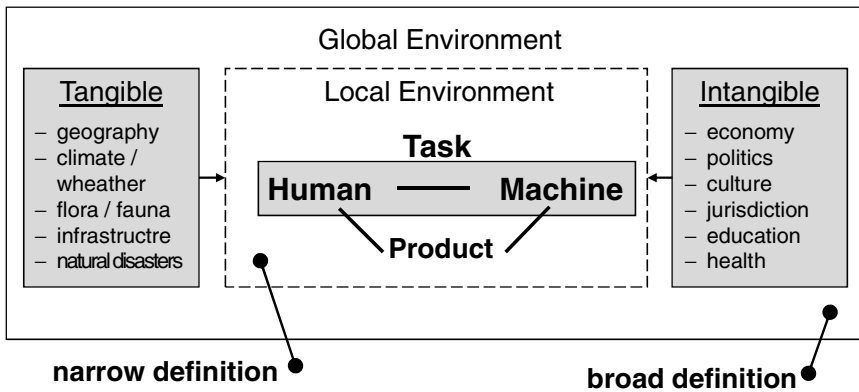 Global Environment
Tangible
– geography
– climate /
wheather
– flora / fauna
– infrastructre
– natural disasters
Local Environment
Task
Human
Machine
Product
Intangible
– economy
– politics
– culture
– jurisdiction
– education
– health
narrow definition
broad definition